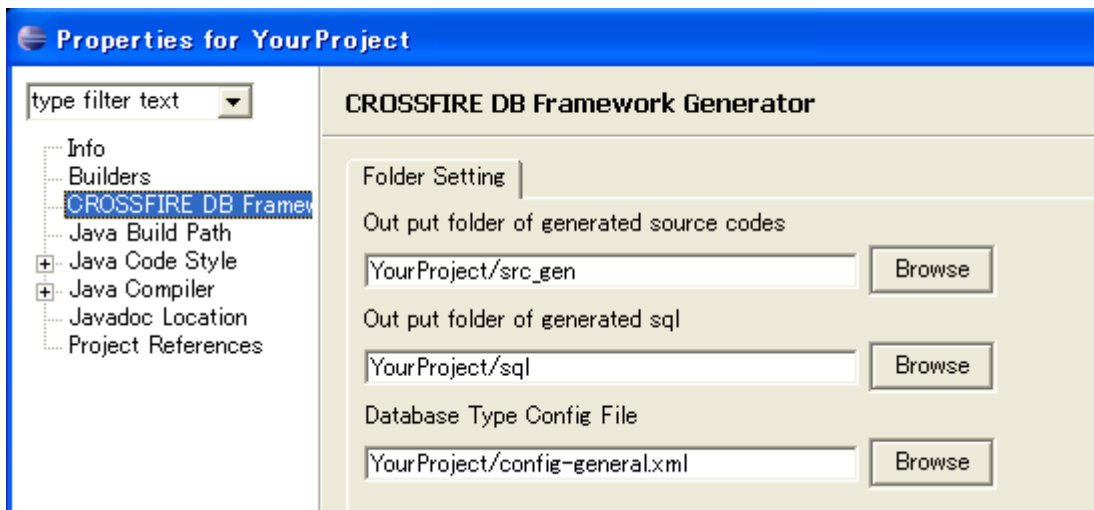 Properties for YourProject
type filter text
CROSSFIRE DB Framework Generator
Info
Builders
CROSSFIRE DB
Java Build Path
Java Code Style
Java Compiler
Javadoc Location
Project References
Folder Setting
Out put folder of generated source codes
YourProject/src_gen
Browse
Out put folder of generated sql
YourProject/sql
Browse
Database Type Config File
YourProject/config-general.xml
Browse